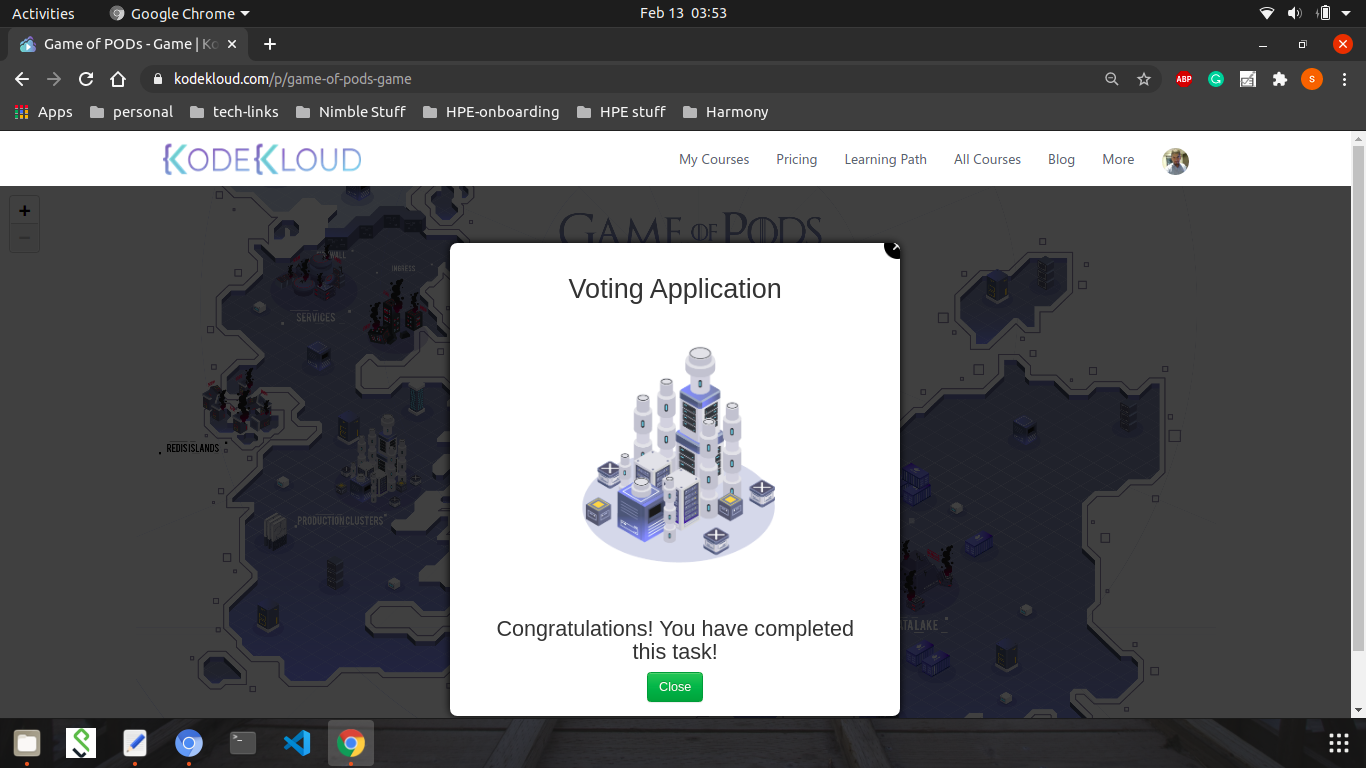 Activities
Google Chrome
Feb 13 03:53
Game of PODs - Game | Ko
kodekloud.com/p/game-of-pods-game
ABP
S
Apps
personal
tech-links
Nimble Stuff
HPE-onboarding
HPE stuff
Harmony
KODEKLOUD
My Courses
Pricing
Learning Path
All Courses
Blog
More
+
−
GAME OF PODS
WALL
INGRESS
SERVICES
REDIS ISLANDS
PRODUCTION CLUSTERS
Voting Application
Congratulations! You have completed
this task!
Close